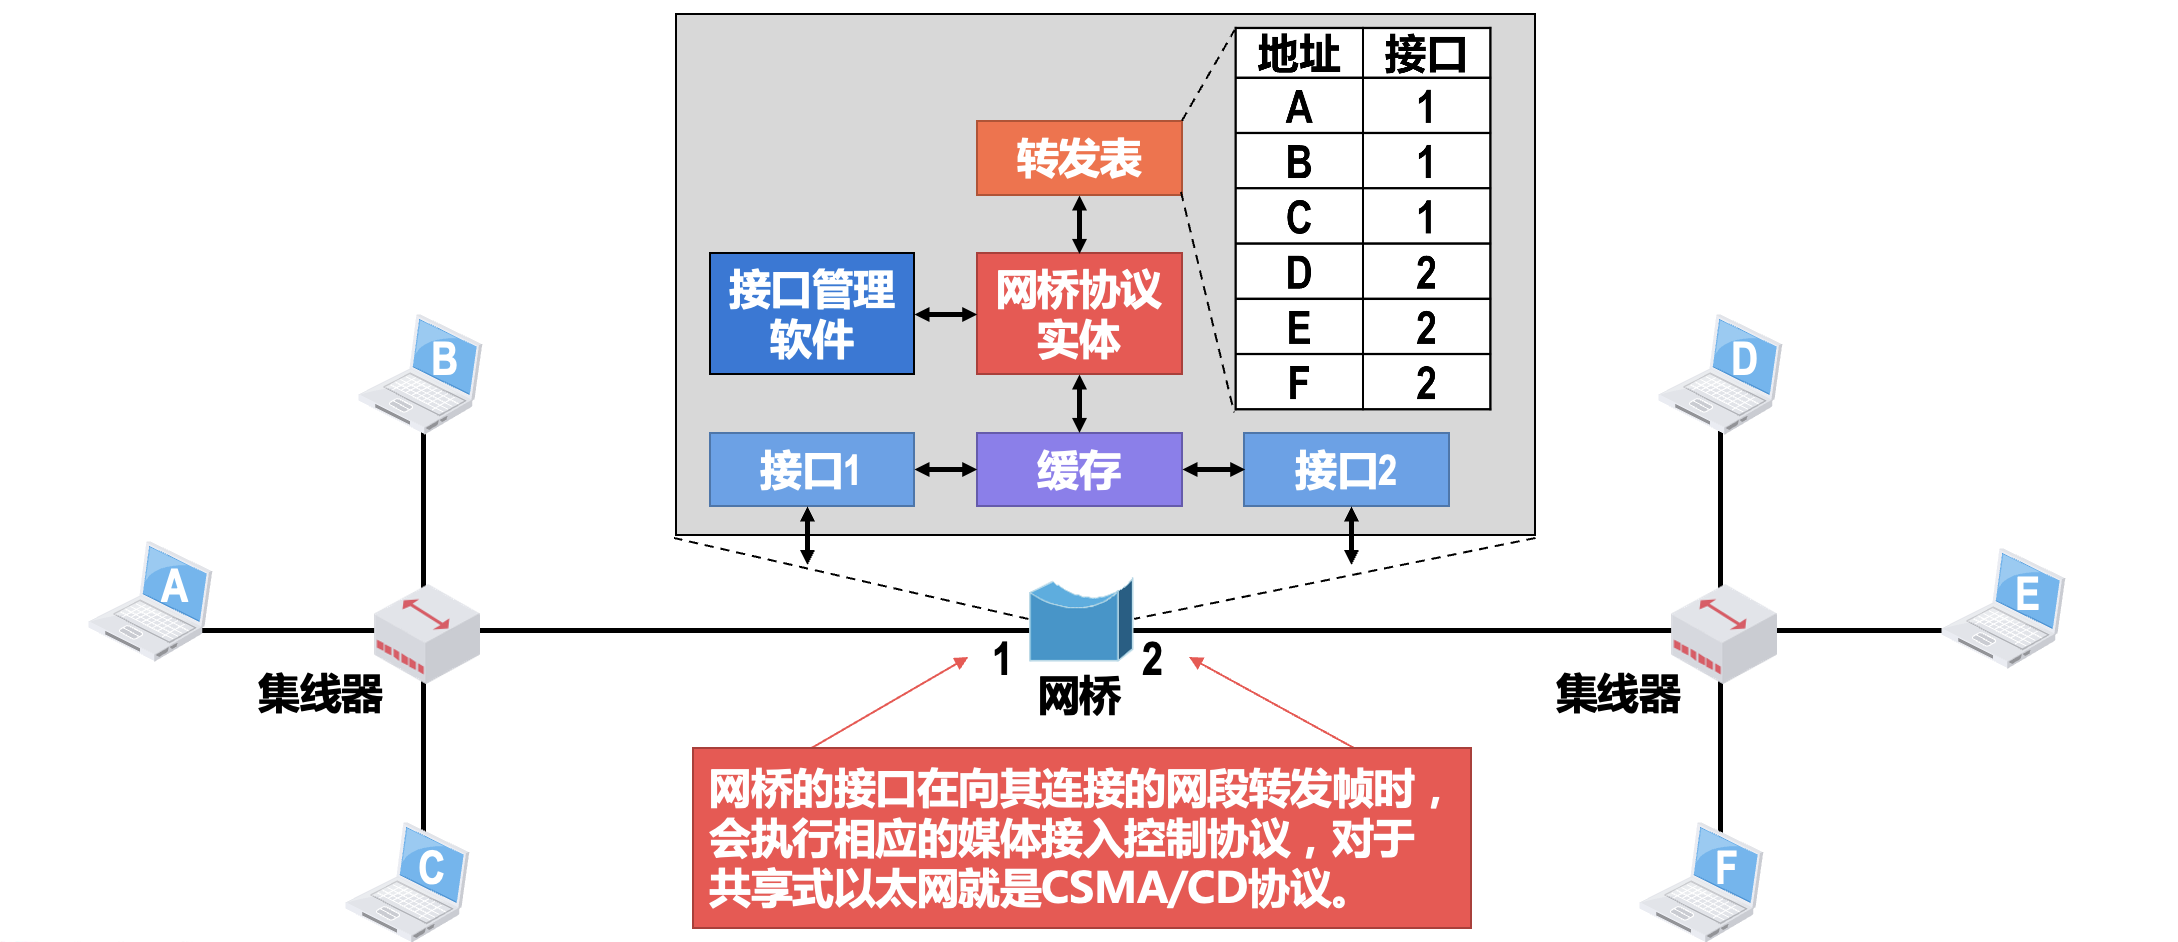 地址 接口
A 1
B 1
C 1
D 2
E 2
F 2
转发表
接口管理
软件
网桥协议
实体
接口1
缓存
接口2
B
A
C
集线器
1
2
网桥
D
E
F
集线器
网桥的接口在向其连接的网段转发帧时，
会执行相应的媒体接入控制协议，对于
共享式以太网就是CSMA/CD协议。